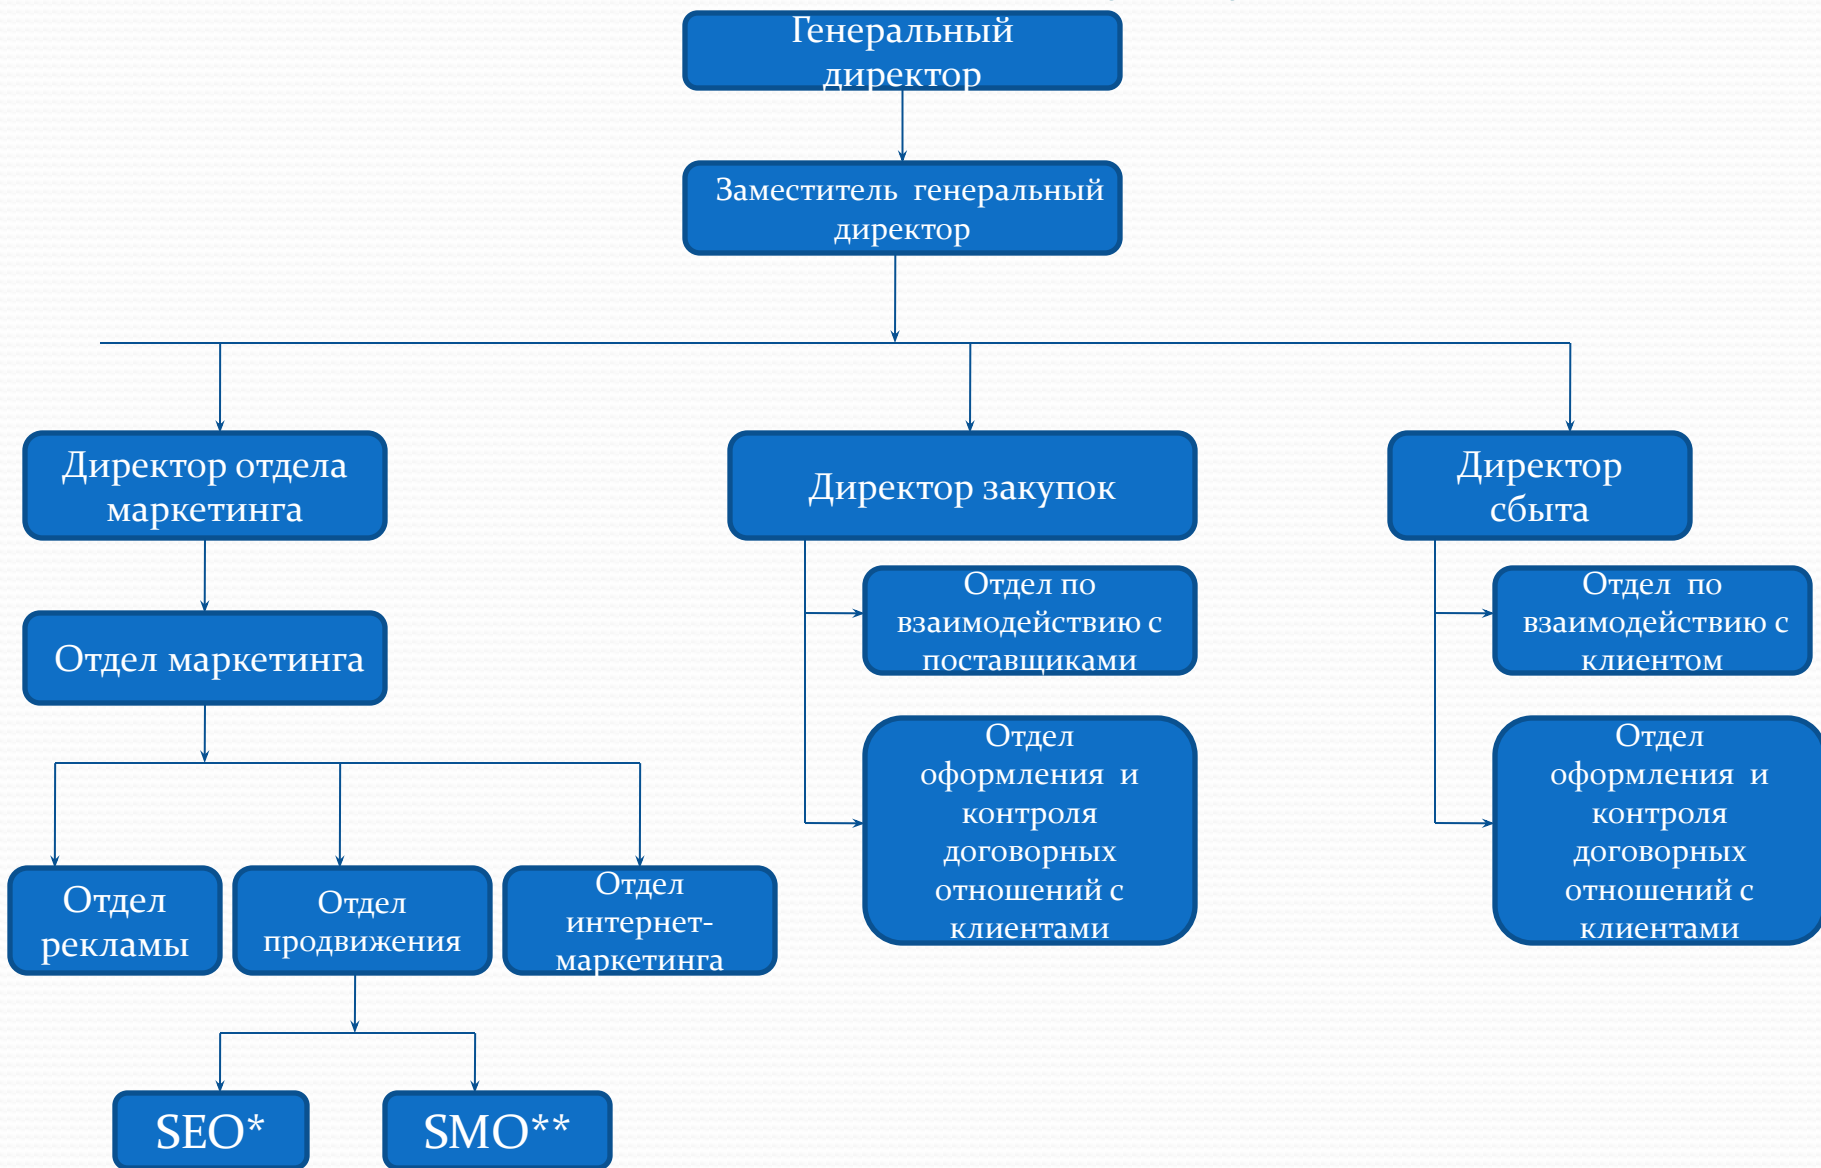 Генеральный
директор
Заместитель генеральный
директор
Директор отдела
маркетинга
Директор закупок
Директор
сбыта
Отдел маркетинга
Отдел по
взаимодействию с
поставщиками
Отдел по
взаимодействию с
клиентом
Отдел
оформления и
контроля
договорных
отношений с
клиентами
Отдел
оформления и
контроля
договорных
отношений с
клиентами
Отдел
рекламы
Отдел
продвижения
Отдел
интернет-
маркетинга
SEO*
SMO**